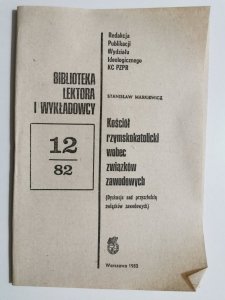 BIBLIOTEKA
LEKTORA
I WYKŁADOWCY
12
82
Redakcja
Publikacji
Wydziału
Ideologicznego
KC PZPR
STANISŁAW MARKIEWICZ
Kościół
rzymskokatolicki
wobec
związków
zawodowych
(Dyskusja nad przyszłością
związków zawodowych)
Warszawa 1982